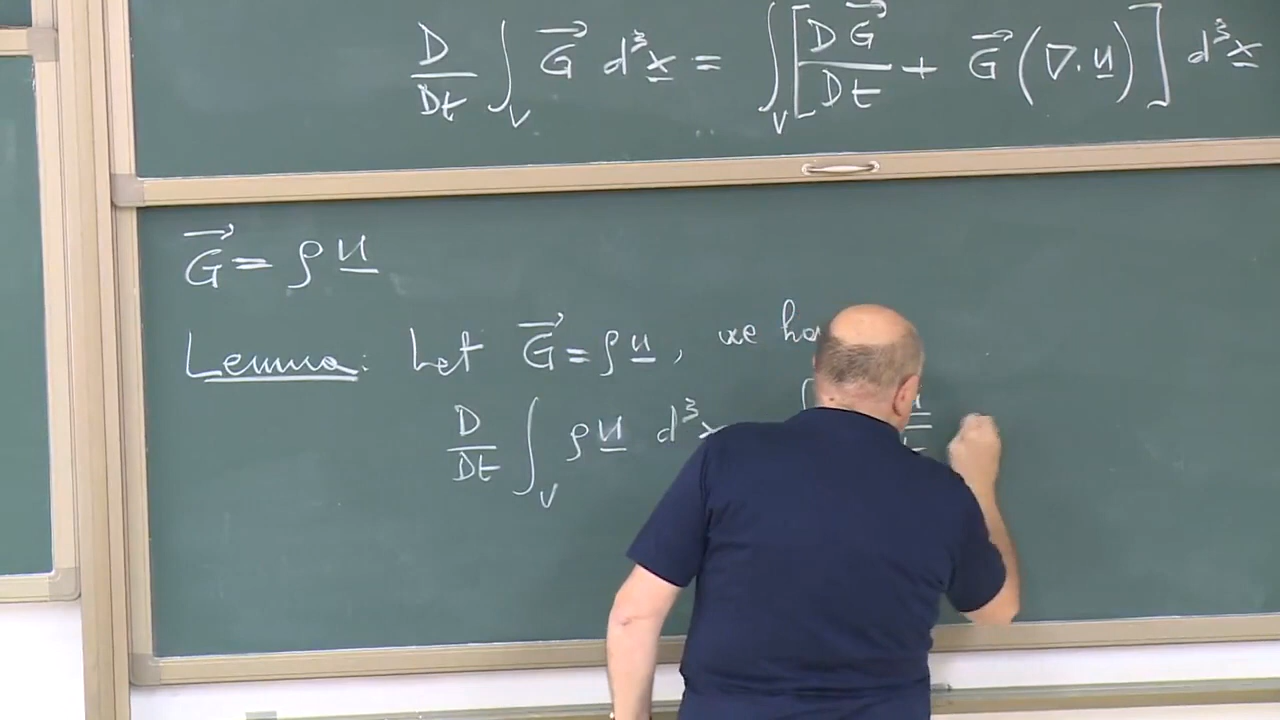 D/Dt ∫_V G⃗ d³x̲ = ∫_V [DG⃗/Dt + G⃗(∇·u̲)] d³x̲
G⃗ = ρu̲
Lemma: Let G⃗ = ρu̲, we
D/Dt ∫_V ρu̲ d³x